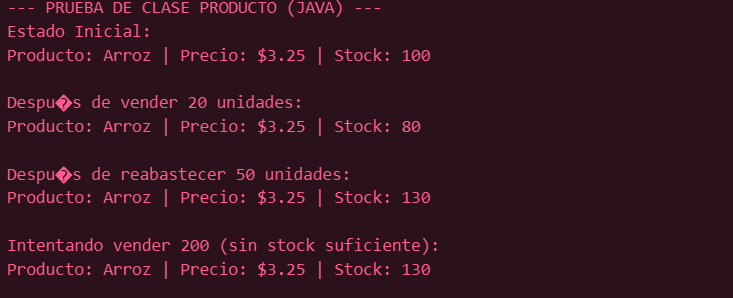 --- PRUEBA DE CLASE PRODUCTO (JAVA) ---
Estado Inicial:
Producto: Arroz | Precio: $3.25 | Stock: 100
Despu�s de vender 20 unidades:
Producto: Arroz | Precio: $3.25 | Stock: 80
Despu�s de reabastecer 50 unidades:
Producto: Arroz | Precio: $3.25 | Stock: 130
Intentando vender 200 (sin stock suficiente):
Producto: Arroz | Precio: $3.25 | Stock: 130